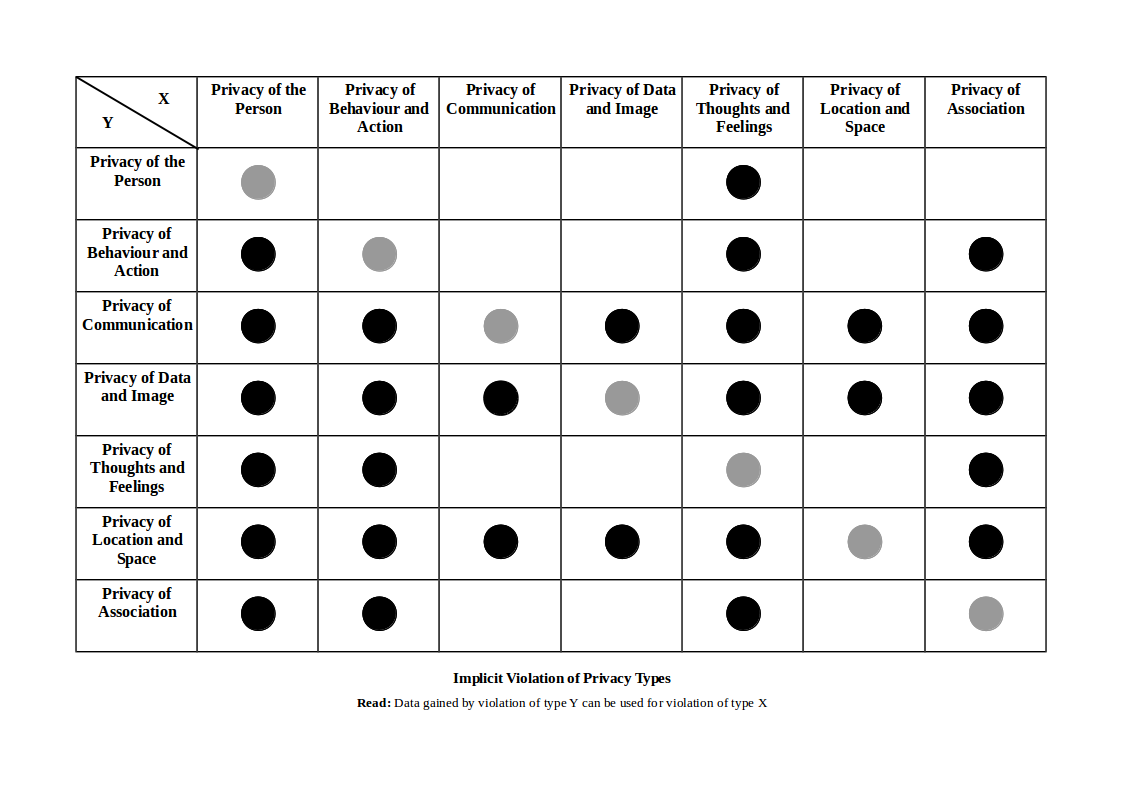 X
Y
Privacy of the
Person
Privacy of
Behaviour and
Action
Privacy of
Communication
Privacy of Data
and Image
Privacy of
Thoughts and
Feelings
Privacy of
Location and
Space
Privacy of
Association
Privacy of the
Person
Privacy of
Behaviour and
Action
Privacy of
Communication
Privacy of Data
and Image
Privacy of
Thoughts and
Feelings
Privacy of
Location and
Space
Privacy of
Association
Implicit Violation of Privacy Types
Read: Data gained by violation of type Y can be used for violation of type X